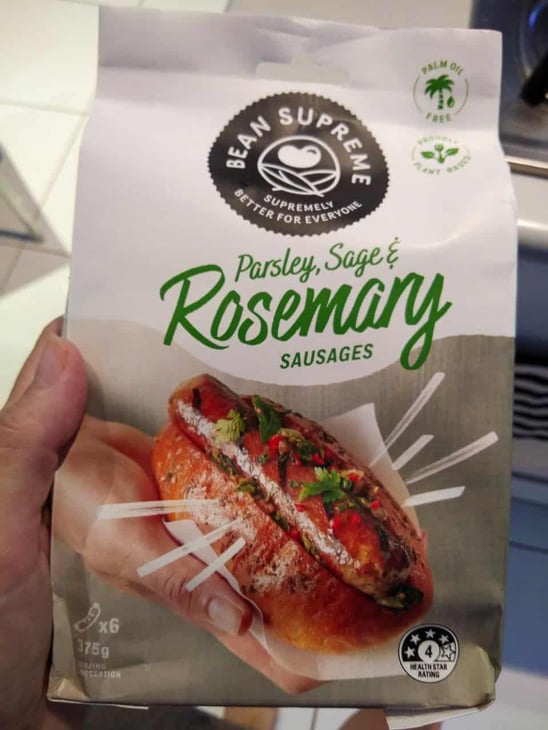 PALM OIL
FREE
PROUDLY
PLANT-BASED
BEAN SUPREME
SUPREMELY
BETTER FOR EVERYONE
Parsley, Sage &
Rosemary
SAUSAGES
x6
375g
4
HEALTH STAR
RATING